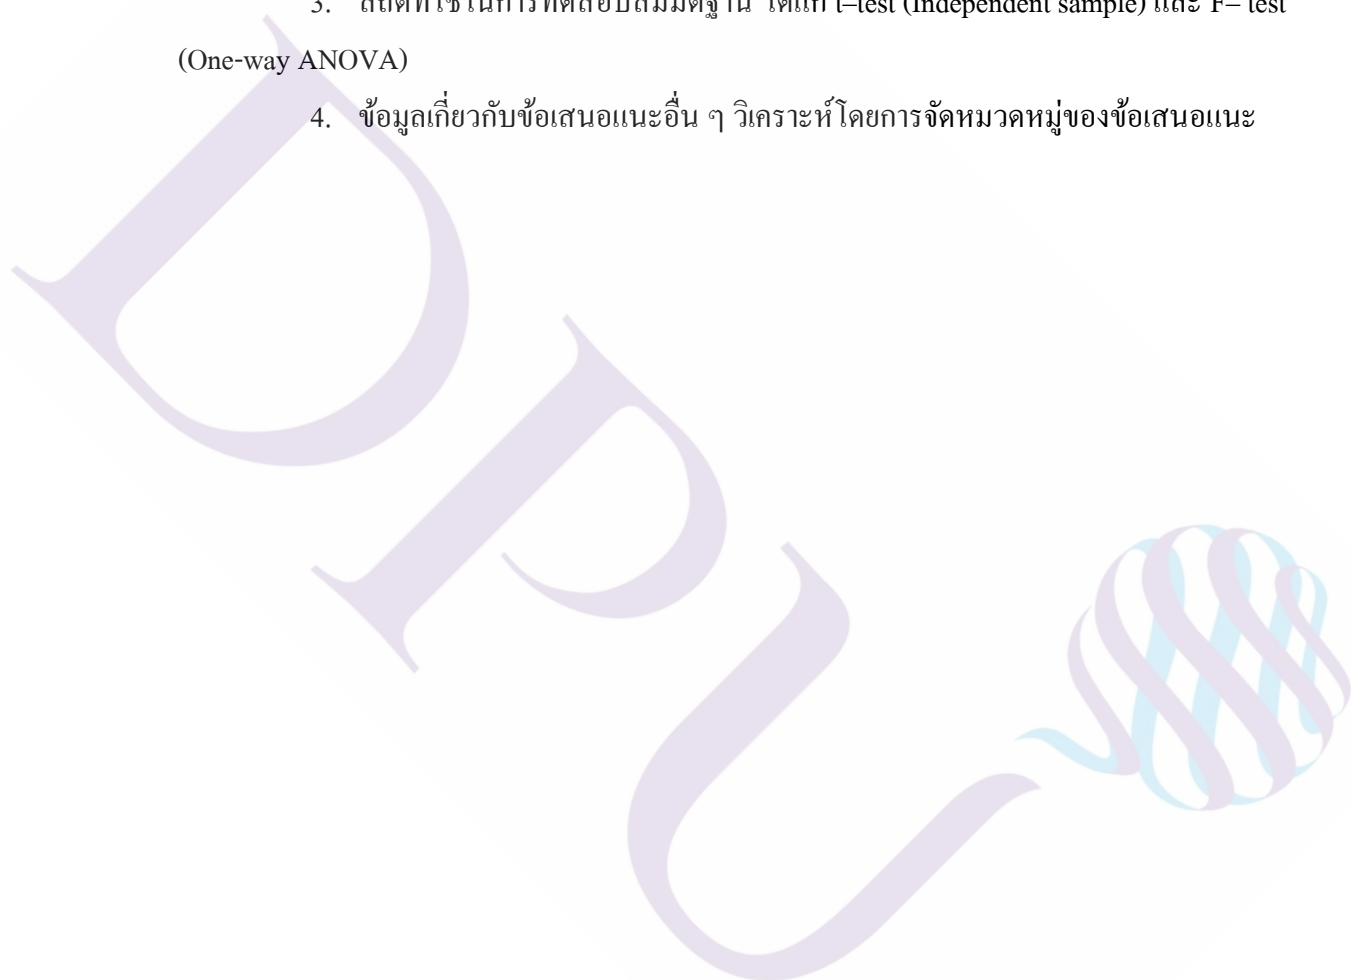 3. สถิติที่ใช้ในการทดสอบสมมติฐาน ได้แก่ t–test (Independent sample) และ F– test
(One-way ANOVA)
4. ข้อมูลเกี่ยวกับข้อเสนอแนะอื่น ๆ วิเคราะห์โดยการจัดหมวดหมู่ของข้อเสนอแนะ
DPU